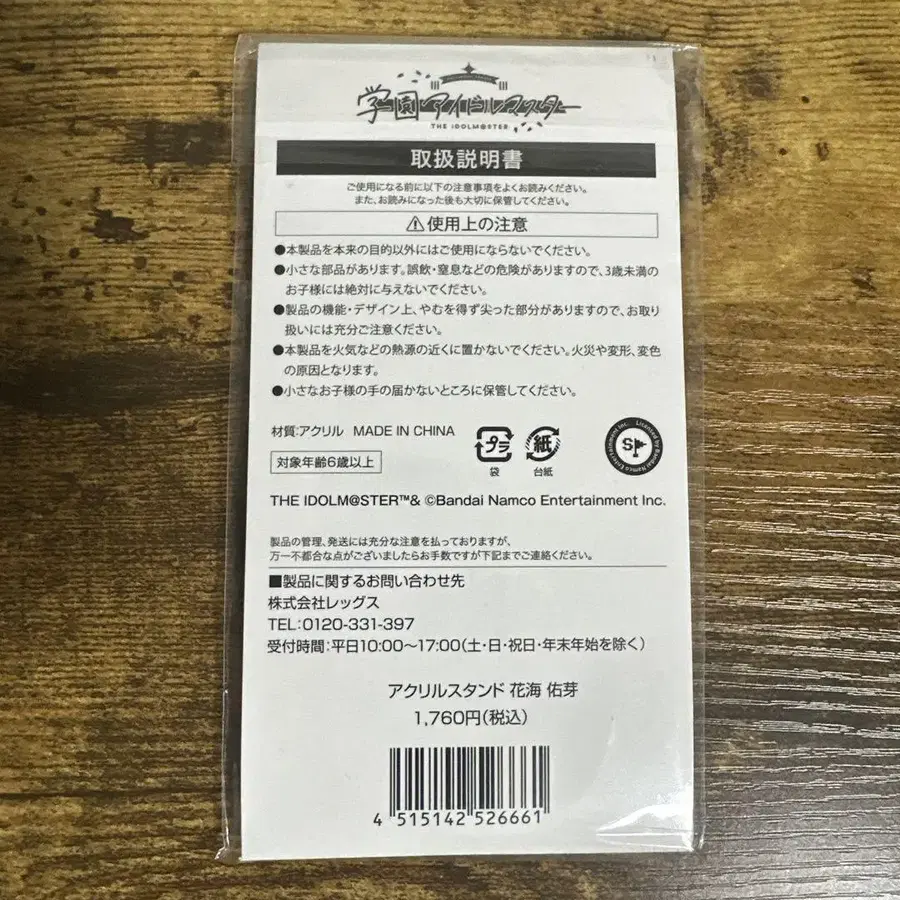 学園アイドルマスター
THE IDOLM@STER
取扱説明書
ご使用になる前に以下の注意事項をよくお読みください。
また、お読みになった後も大切に保管してください。
⚠使用上の注意
●本製品を本来の目的以外にはご使用にならないでください。
●小さな部品があります。誤飲・窒息などの危険がありますので、3歳未満の
お子様には絶対に与えないでください。
●製品の機能・デザイン上、やむを得ず尖った部分がありますので、お取り
扱いには充分ご注意ください。
●本製品を火気などの熱源の近くに置かないでください。火災や変形、変色
の原因となります。
●小さなお子様の手の届かないところに保管してください。
材質:アクリル MADE IN CHINA
対象年齢6歳以上
プラ
袋
紙
台紙
Licensed by Bandai Namco Entertainment Inc.
S
THE IDOLM@STER™& ©Bandai Namco Entertainment Inc.
製品の管理、発送には充分な注意を払っておりますが、
万一不都合な点がございましたらお手数ですが下記までご連絡ください。
■製品に関するお問い合わせ先
株式会社レッグス
TEL:0120-331-397
受付時間:平日10:00～17:00(土・日・祝日・年末年始を除く)
アクリルスタンド 花海 佑芽
1,760円(税込)
4 515142 526661